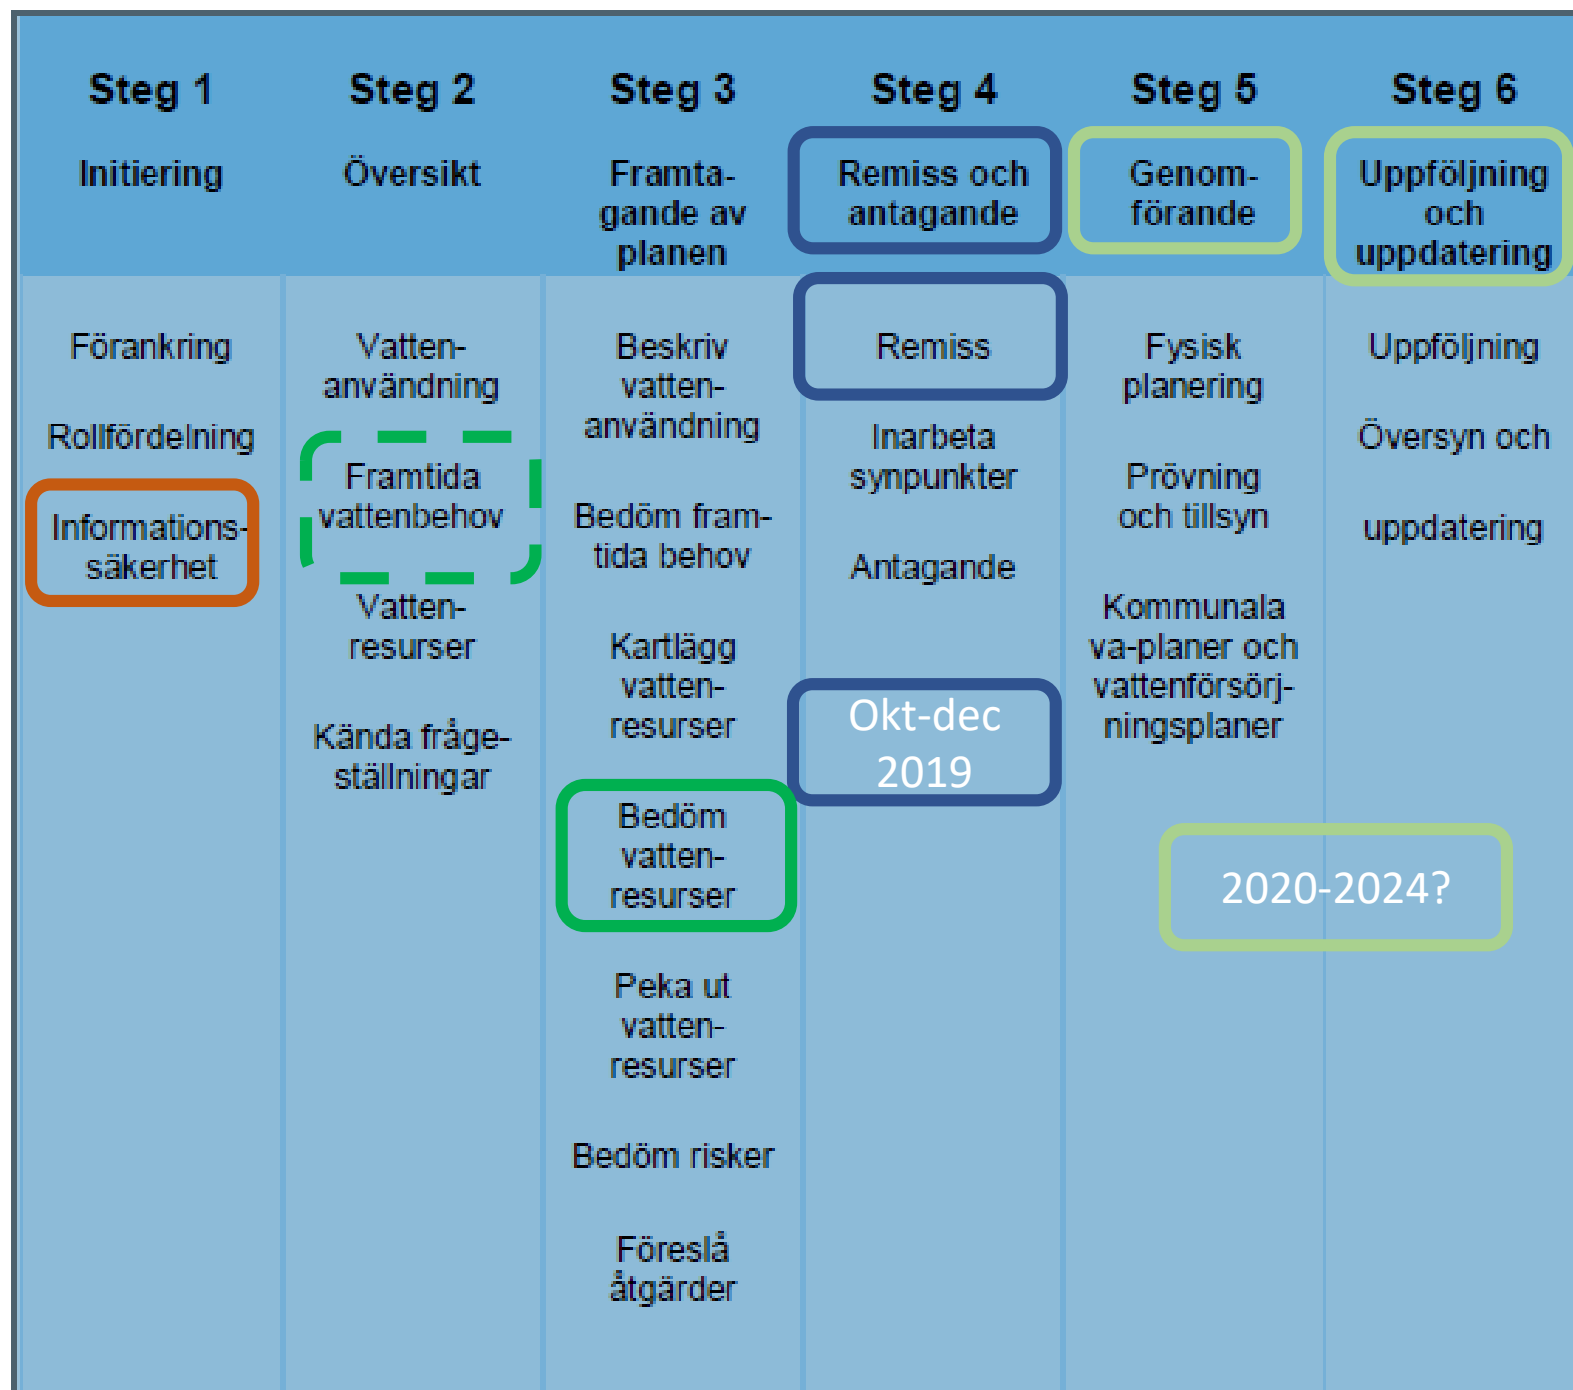 Steg 1
Initiering
Förankring
Rollfördelning
Informations-
säkerhet
Steg 2
Översikt
Vatten-
användning
Framtida
vattenbehov
Vatten-
resurser
Kända fråge-
ställningar
Steg 3
Framta-
gande av
planen
Beskriv
vatten-
användning
Bedöm fram-
tida behov
Kartlägg
vatten-
resurser
Bedöm
vatten-
resurser
Peka ut
vatten-
resurser
Bedöm risker
Föreslå
åtgärder
Steg 4
Remiss och
antagande
Remiss
Inarbeta
synpunkter
Antagande
Okt-dec
2019
Steg 5
Genom-
förande
Fysisk
planering
Prövning
och tillsyn
Kommunala
va-planer och
vattenförsörj-
ningsplaner
Steg 6
Uppföljning
och
uppdatering
Uppföljning
Översyn och
uppdatering
2020-2024?